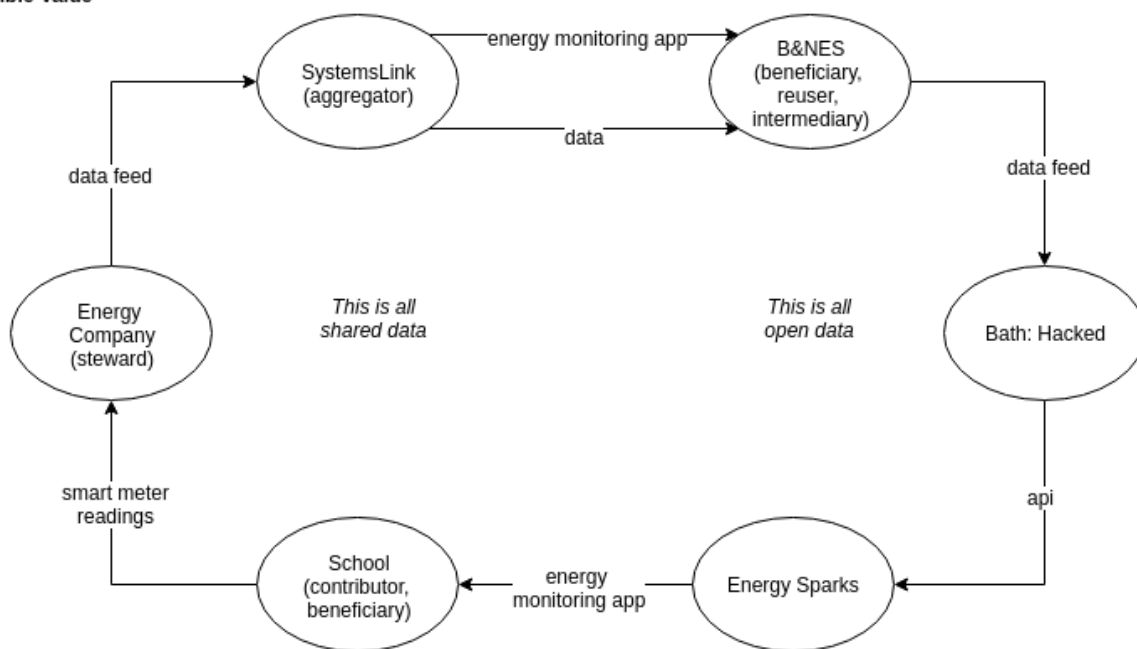 SystemsLink
(aggregator)
energy monitoring app
B&NES
(beneficiary,
reuser,
intermediary)
data
data feed
data feed
Energy
Company
(steward)
This is all
shared data
This is all
open data
Bath: Hacked
smart meter
readings
api
School
(contributor,
beneficiary)
energy
monitoring app
Energy Sparks